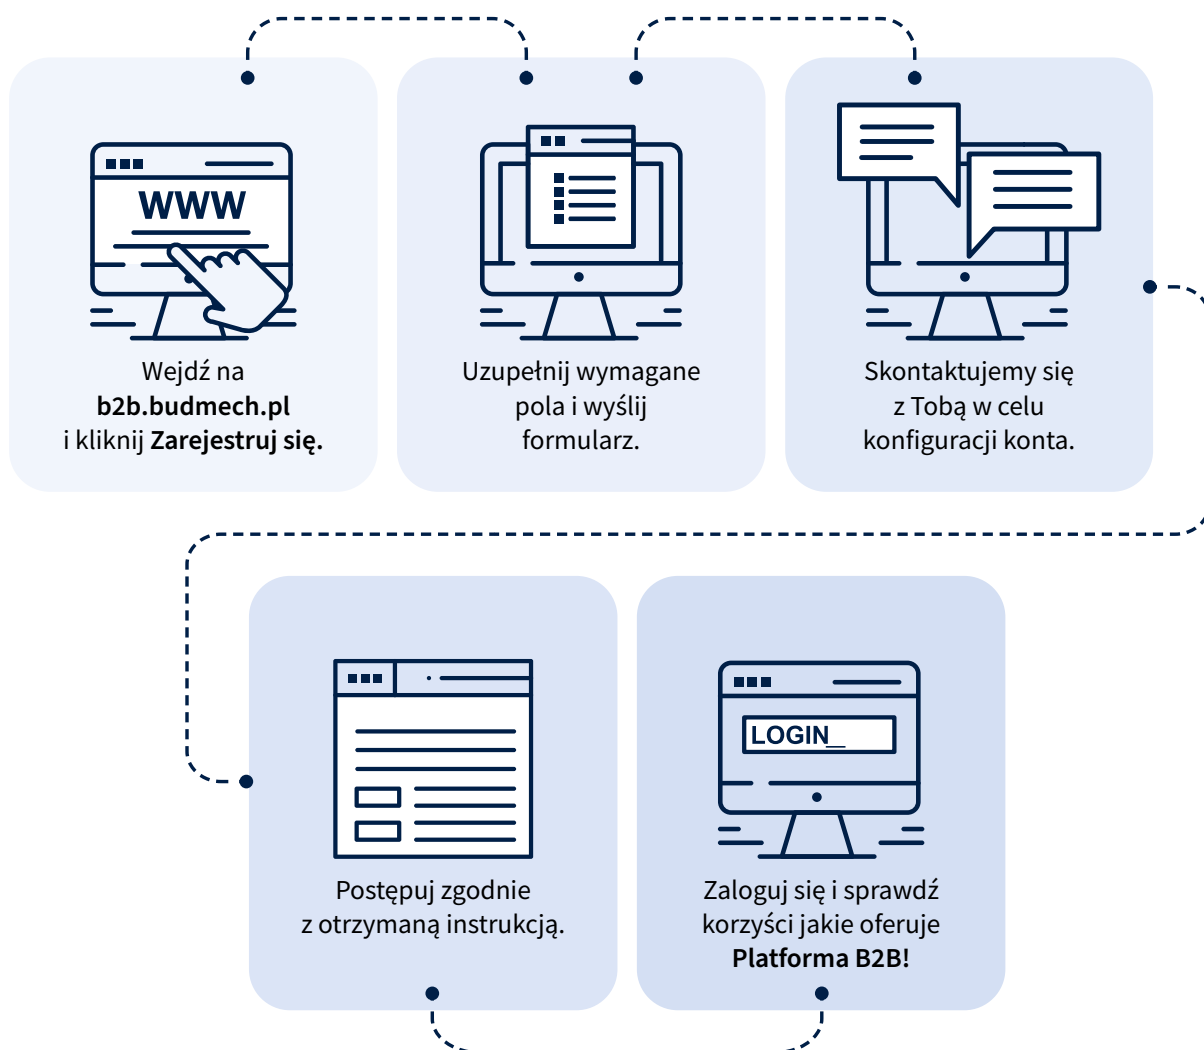 WWW
Wejdź na
b2b.budmech.pl
i kliknij Zarejestruj się.
Uzupełnij wymagane
pola i wyślij
formularz.
Skontaktujemy się
z Tobą w celu
konfiguracji konta.
Postępuj zgodnie
z otrzymaną instrukcją.
LOGIN_
Zaloguj się i sprawdź
korzyści jakie oferuje
Platforma B2B!